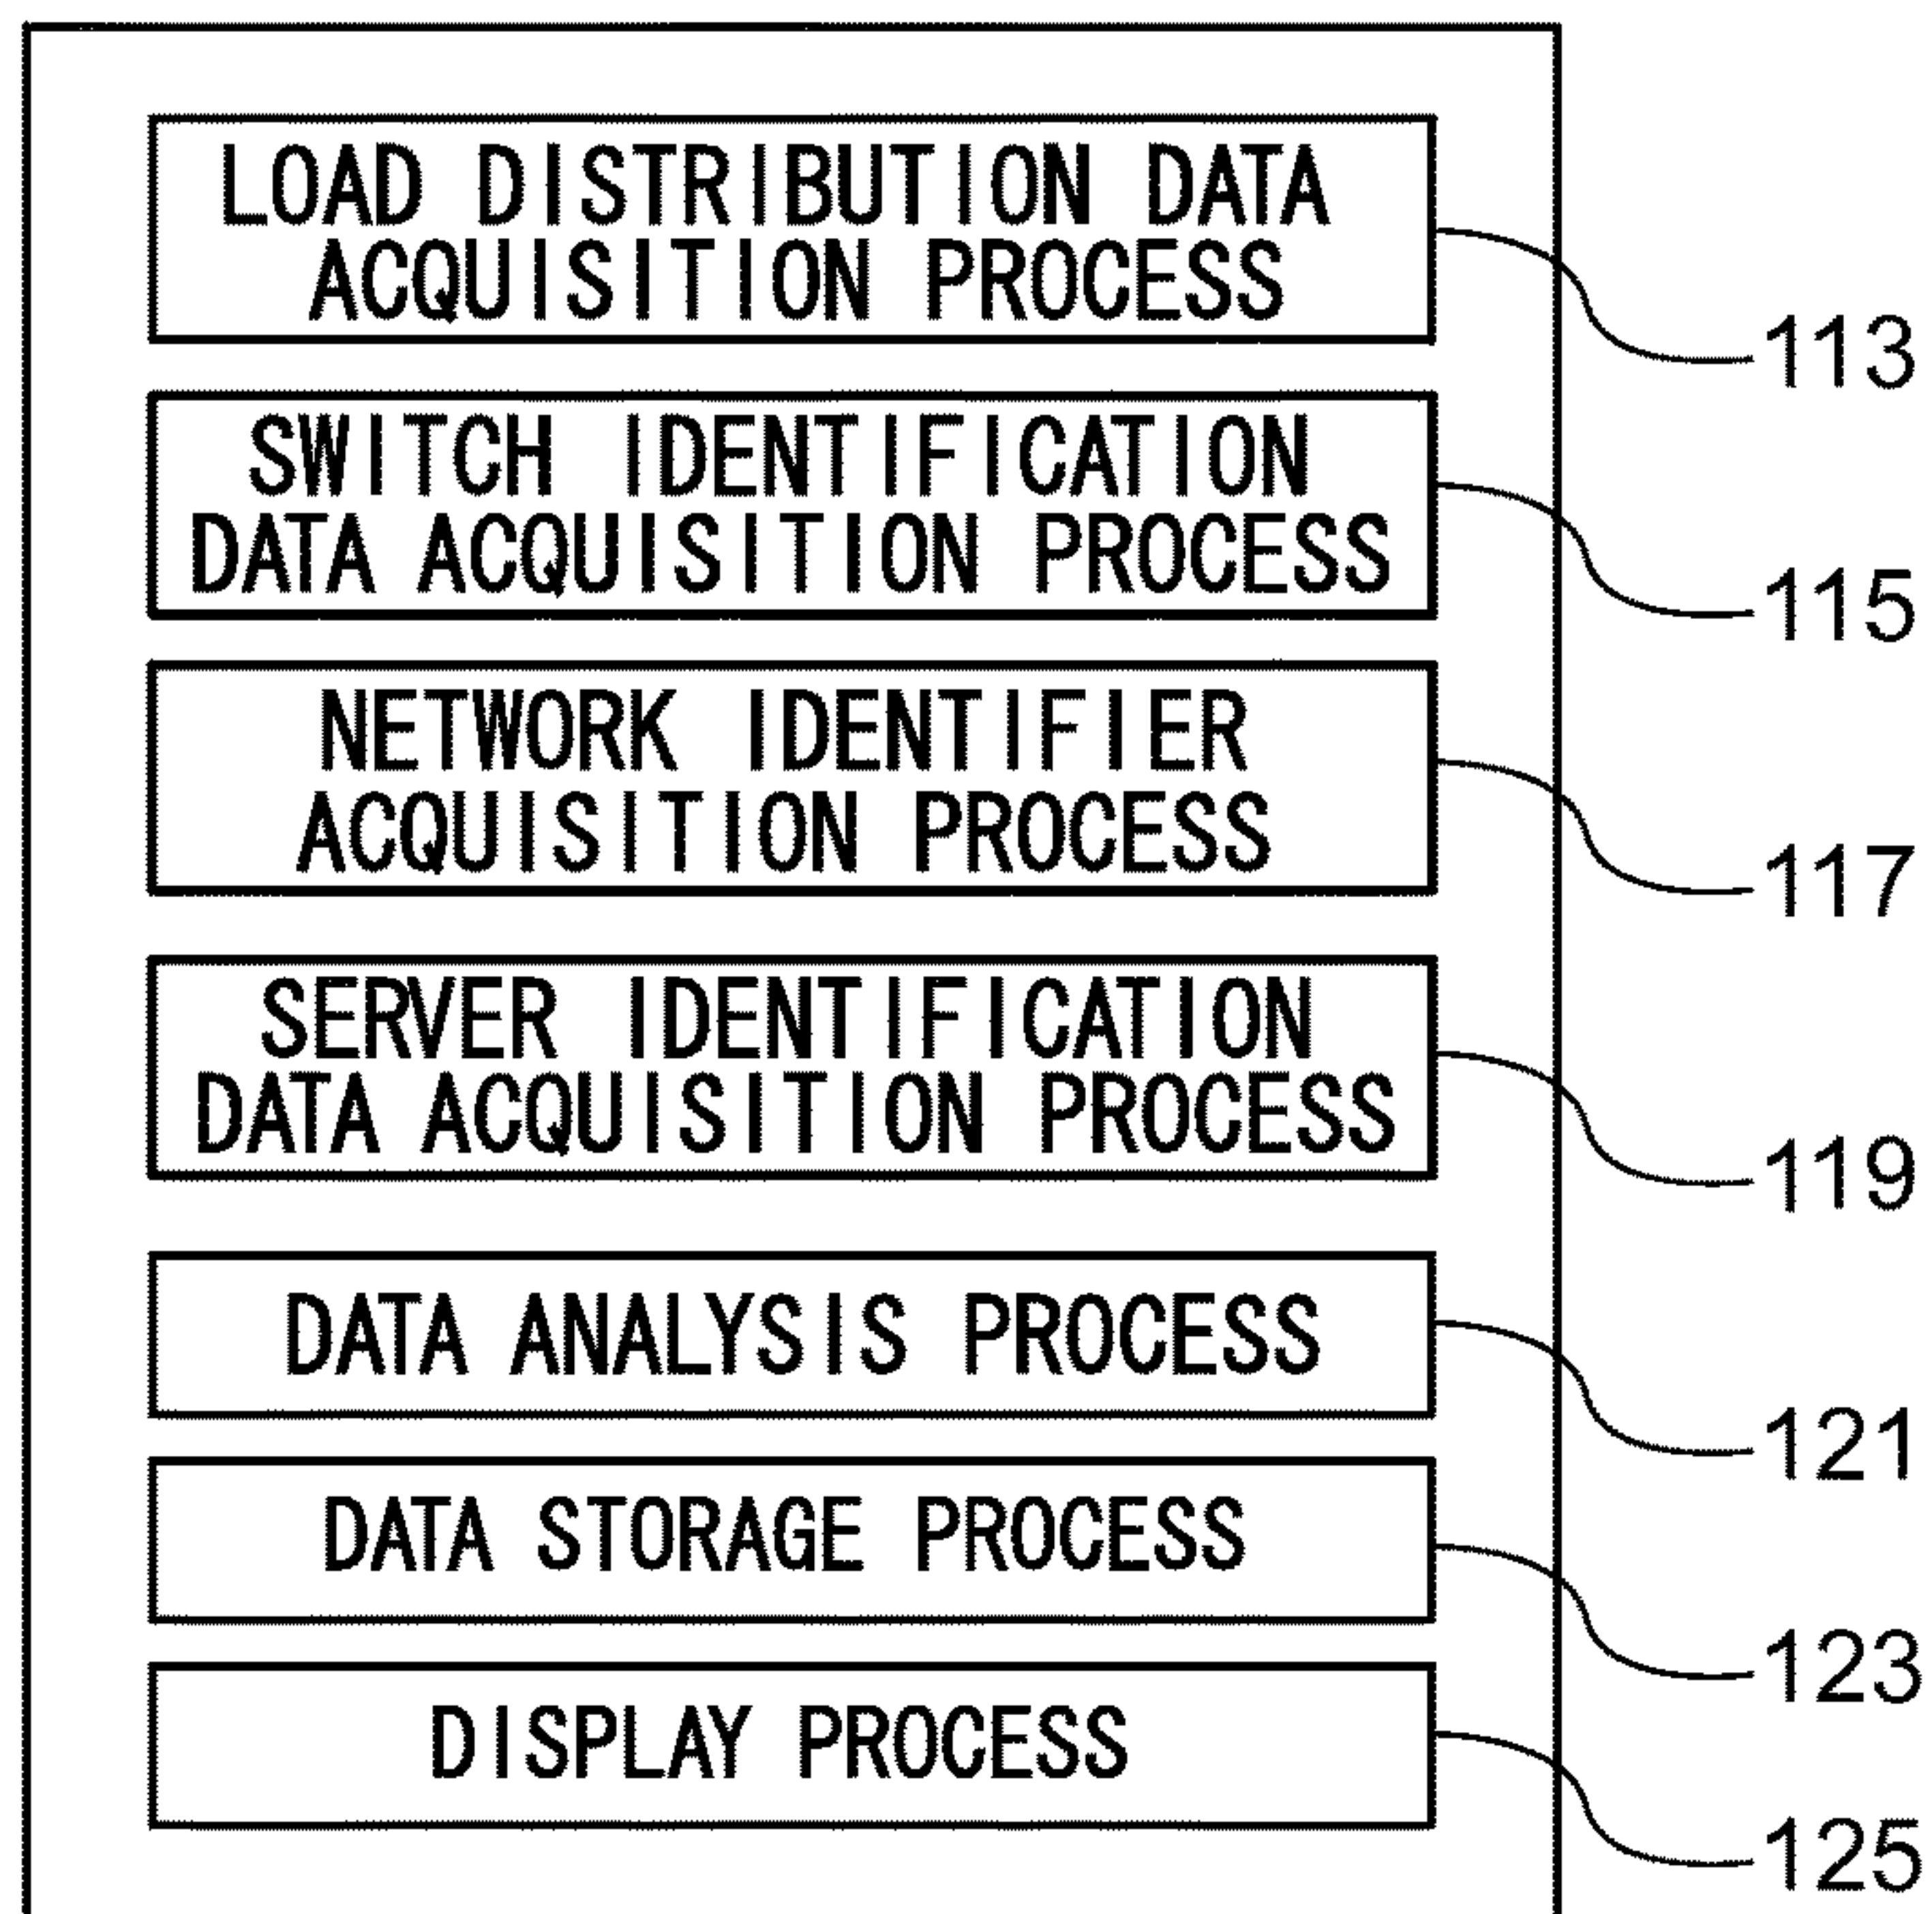 LOAD DISTRIBUTION DATA
ACQUISITION PROCESS
113
SWITCH IDENTIFICATION
DATA ACQUISITION PROCESS
115
NETWORK IDENTIFIER
ACQUISITION PROCESS
117
SERVER IDENTIFICATION
DATA ACQUISITION PROCESS
119
DATA ANALYSIS PROCESS
121
DATA STORAGE PROCESS
123
DISPLAY PROCESS
125